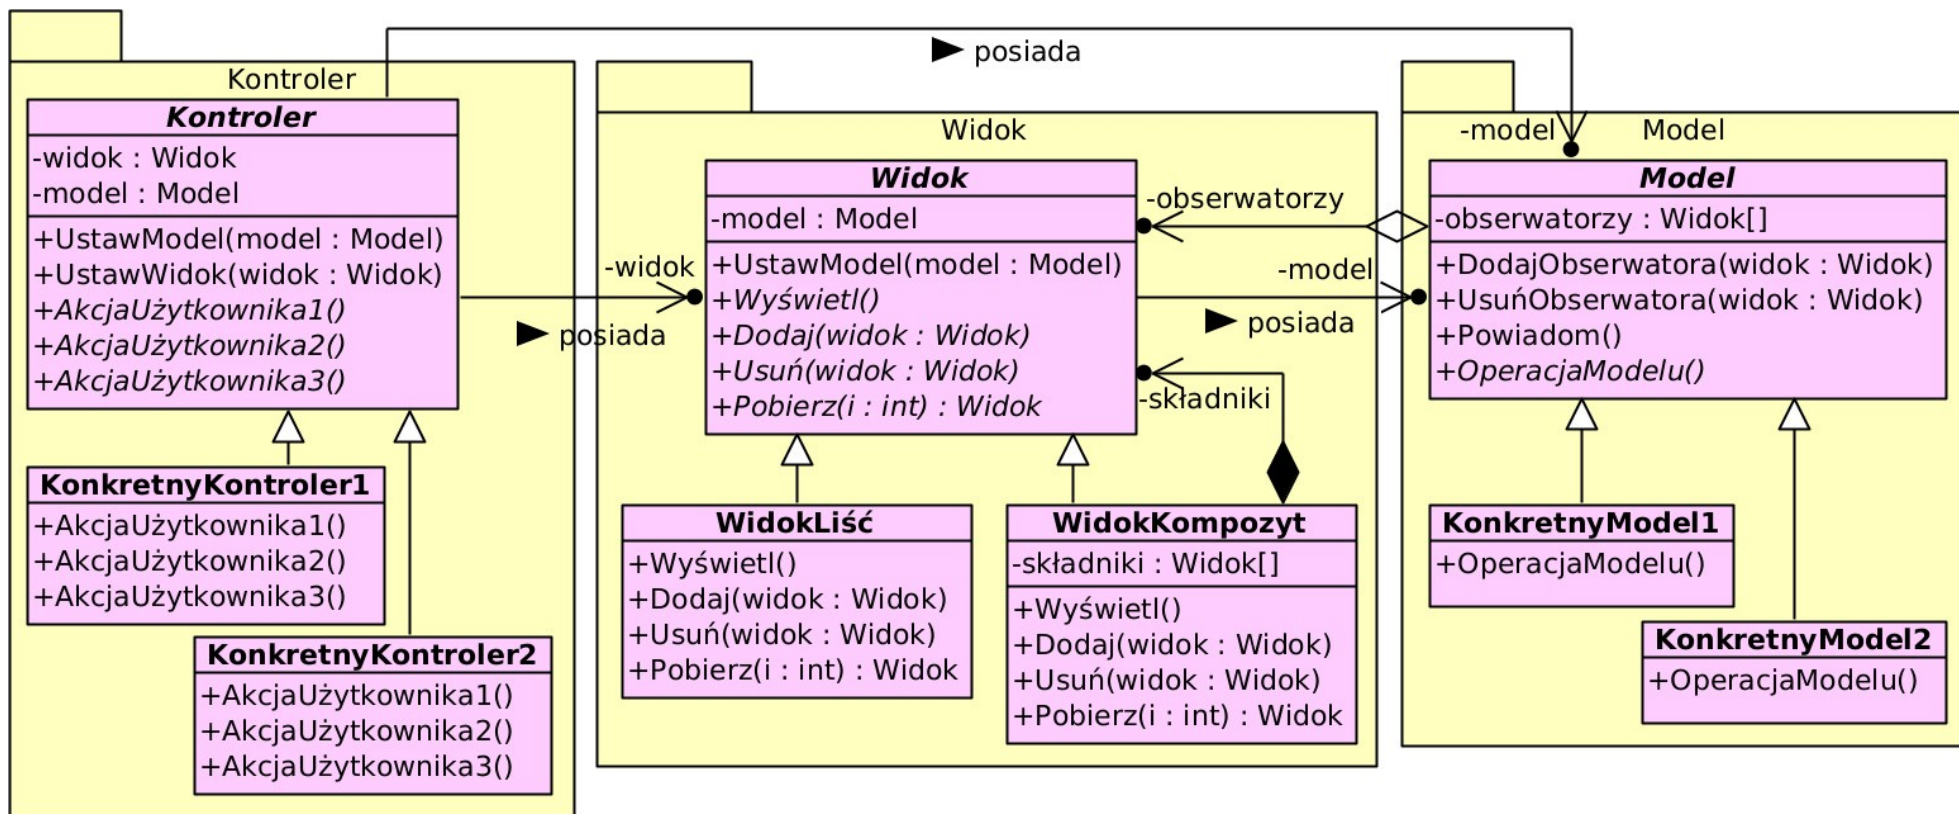 ► posiada
Kontroler
Kontroler
-widok : Widok
-model : Model
+UstawModel(model : Model)
+UstawWidok(widok : Widok)
+AkcjaUżytkownika1()
+AkcjaUżytkownika2()
+AkcjaUżytkownika3()
KonkretnyKontroler1
+AkcjaUżytkownika1()
+AkcjaUżytkownika2()
+AkcjaUżytkownika3()
KonkretnyKontroler2
+AkcjaUżytkownika1()
+AkcjaUżytkownika2()
+AkcjaUżytkownika3()
-widok
► posiada
Widok
Widok
-model : Model
+UstawModel(model : Model)
+Wyświetl()
+Dodaj(widok : Widok)
+Usuń(widok : Widok)
+Pobierz(i : int) : Widok
-obserwatorzy
-model
► posiada
-składniki
WidokLiść
+Wyświetl()
+Dodaj(widok : Widok)
+Usuń(widok : Widok)
+Pobierz(i : int) : Widok
WidokKompozyt
-składniki : Widok[]
+Wyświetl()
+Dodaj(widok : Widok)
+Usuń(widok : Widok)
+Pobierz(i : int) : Widok
-model
Model
Model
-obserwatorzy : Widok[]
+DodajObserwatora(widok : Widok)
+UsuńObserwatora(widok : Widok)
+Powiadom()
+OperacjaModelu()
KonkretnyModel1
+OperacjaModelu()
KonkretnyModel2
+OperacjaModelu()